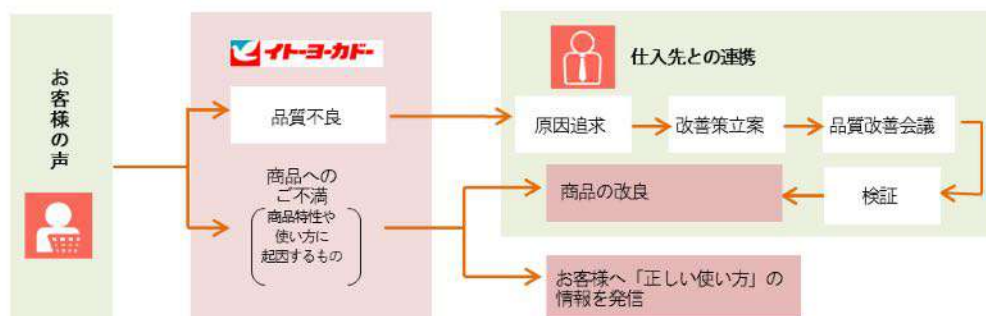 お客様の声
イトーヨーカドー
品質不良
商品への
ご不満
商品特性や
使い方に
起因するもの
仕入先との連携
原因追求
改善策立案
品質改善会議
検証
商品の改良
お客様へ「正しい使い方」の
情報を発信